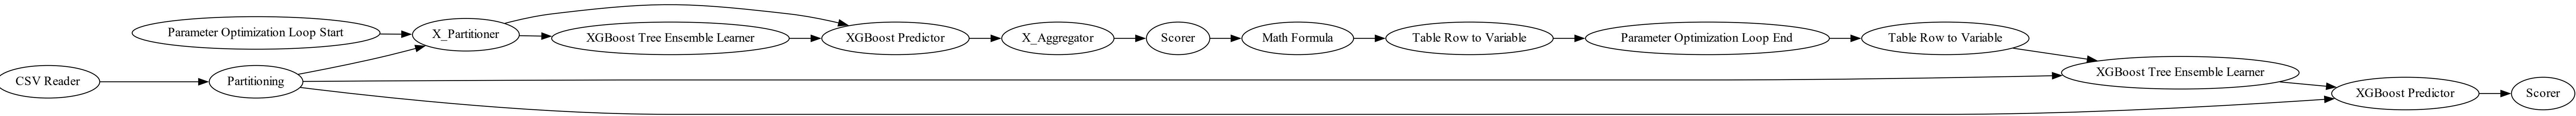 Parameter Optimization Loop Start
X_Partitioner
XGBoost Tree Ensemble Learner
XGBoost Predictor
X_Aggregator
Scorer
Math Formula
Table Row to Variable
Parameter Optimization Loop End
Table Row to Variable
CSV Reader
Partitioning
XGBoost Tree Ensemble Learner
XGBoost Predictor
Scorer